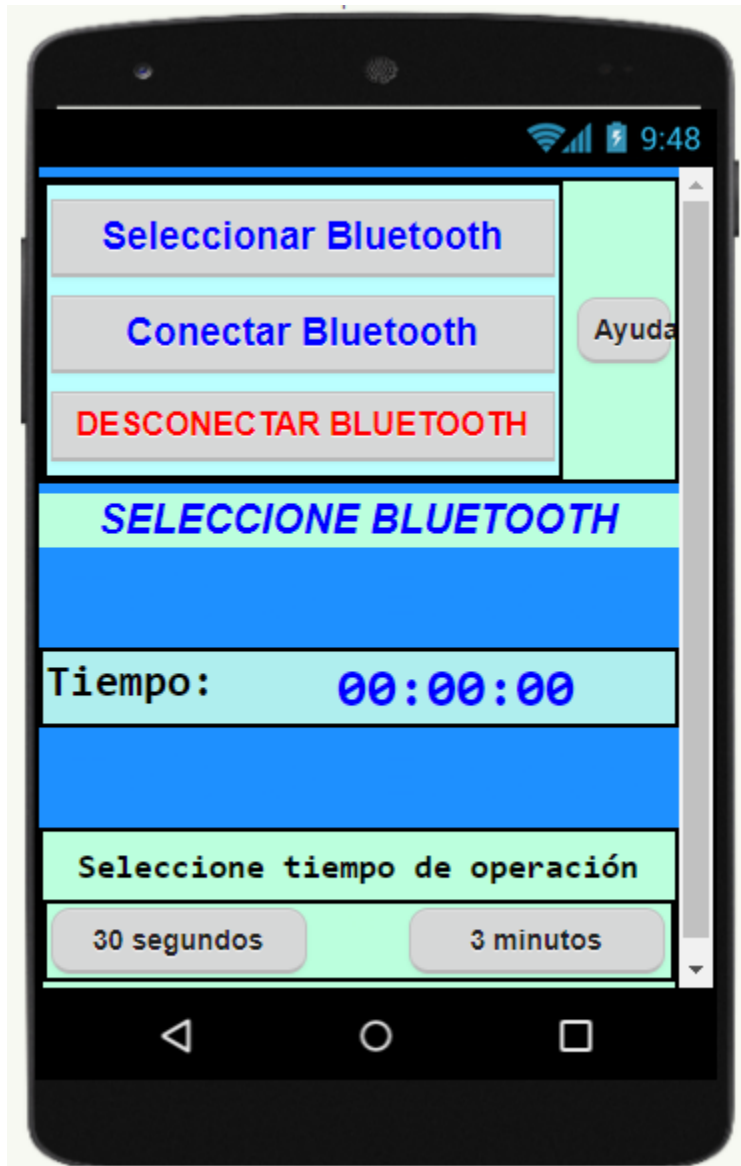 9:48
Seleccionar Bluetooth
Conectar Bluetooth
Ayuda
DESCONECTAR BLUETOOTH
SELECCIONE BLUETOOTH
Tiempo: 00:00:00
Seleccione tiempo de operación
30 segundos 3 minutos